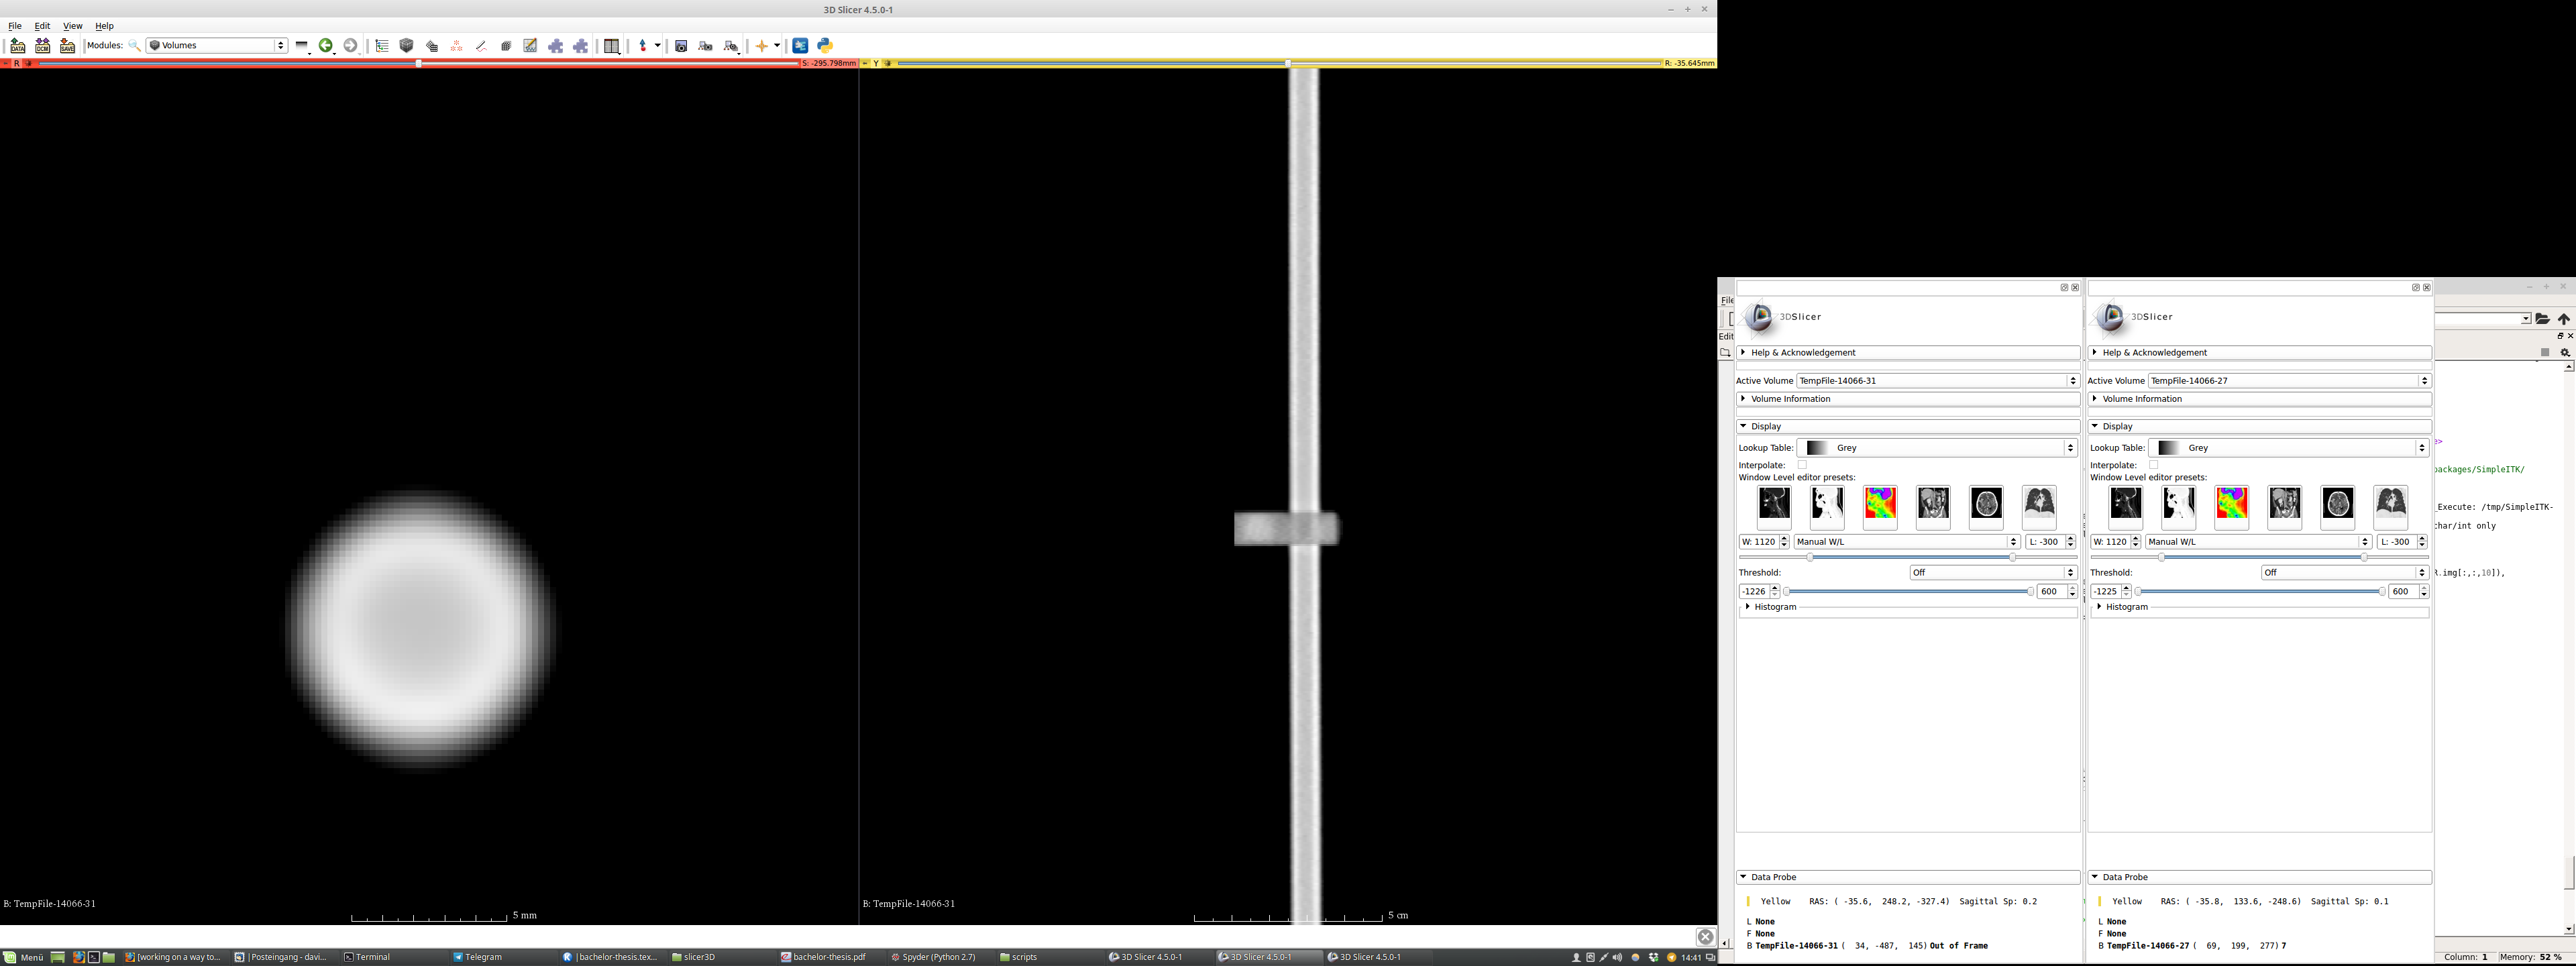 3D Slicer 4.5.0-1
File Edit View Help
DATA DCM SAVE Modules: Volumes
R S: -295.798mm Y R: -35.645mm
B: TempFile-14066-31
5 mm
B: TempFile-14066-31
5 cm
File
Edit
3DSlicer
Help & Acknowledgement
Active Volume TempFile-14066-31
Volume Information
Display
Lookup Table: Grey
Interpolate:
Window Level editor presets:
W: 1120 Manual W/L L: -300
Threshold: Off
-1226 600
Histogram
Data Probe
Yellow RAS: ( -35.6, 248.2, -327.4) Sagittal Sp: 0.2
L None
F None
B TempFile-14066-31 ( 34, -487, 145) Out of Frame
3DSlicer
Help & Acknowledgement
Active Volume TempFile-14066-27
Volume Information
Display
Lookup Table: Grey
Interpolate:
Window Level editor presets:
W: 1120 Manual W/L L: -300
Threshold: Off
-1225 600
Histogram
Data Probe
Yellow RAS: ( -35.8, 133.6, -248.6) Sagittal Sp: 0.1
L None
F None
B TempFile-14066-27 ( 69, 199, 277) 7
>
packages/SimpleITK/
_Execute: /tmp/SimpleITK-
char/int only
R.img[:,:,10]),
Column: 1 Memory: 52 %
Menü [working on a way to... |Posteingang - davi... Terminal Telegram |bachelor-thesis.tex... slicer3D bachelor-thesis.pdf Spyder (Python 2.7) scripts 3D Slicer 4.5.0-1 3D Slicer 4.5.0-1 3D Slicer 4.5.0-1 14:41